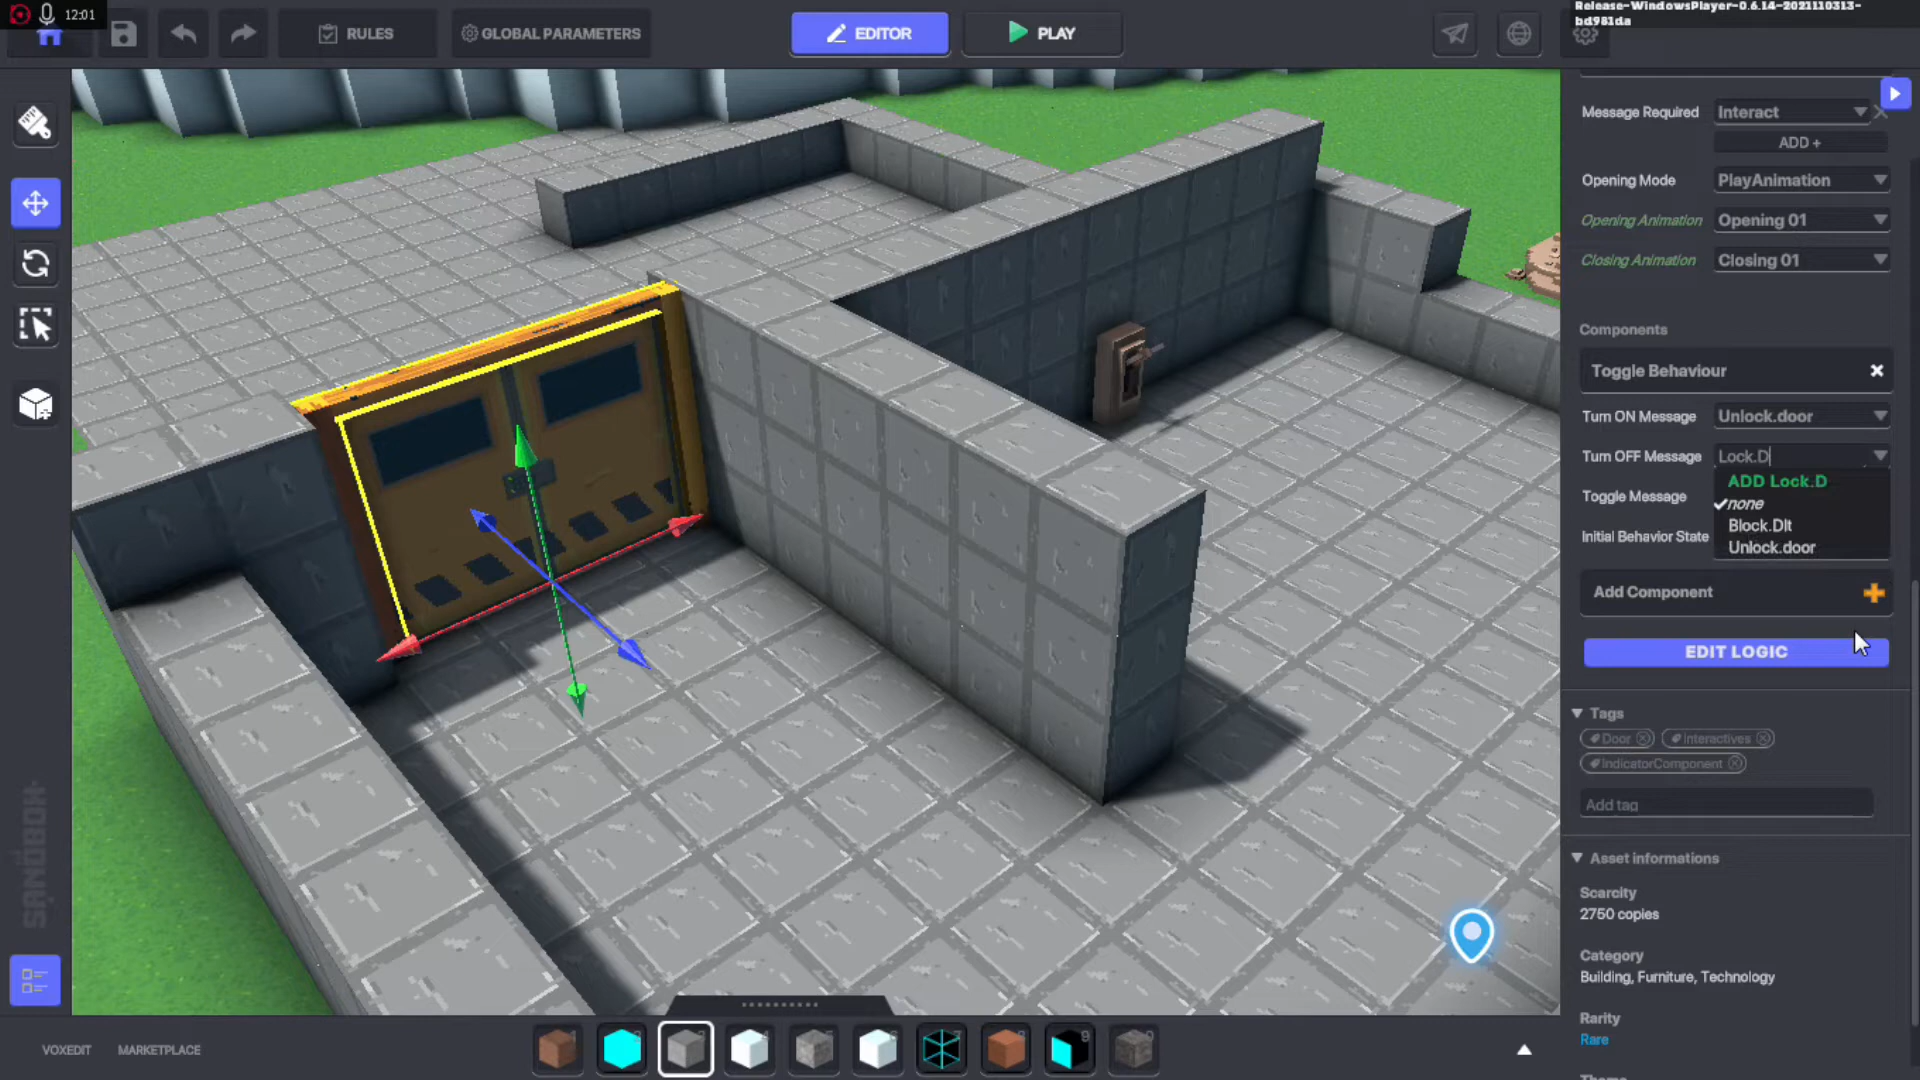 12:01
RULES
GLOBAL PARAMETERS
EDITOR
PLAY
Release-WindowsPlayer-0.6.14-2021110313-
bd981da
Message Required Interact
ADD +
Opening Mode PlayAnimation
Opening Animation Opening 01
Closing Animation Closing 01
Components
Toggle Behaviour
Turn ON Message Unlock.door
Turn OFF Message Lock.D
ADD Lock.D
Toggle Message
none
Block.Dlt
Initial Behavior State
Unlock.door
Add Component
EDIT LOGIC
Tags
Door
Interactives
IndicatorComponent
Add tag
Asset informations
Scarcity
2750 copies
Category
Building, Furniture, Technology
Rarity
Rare
SANDBOX
VOXEDIT
MARKETPLACE